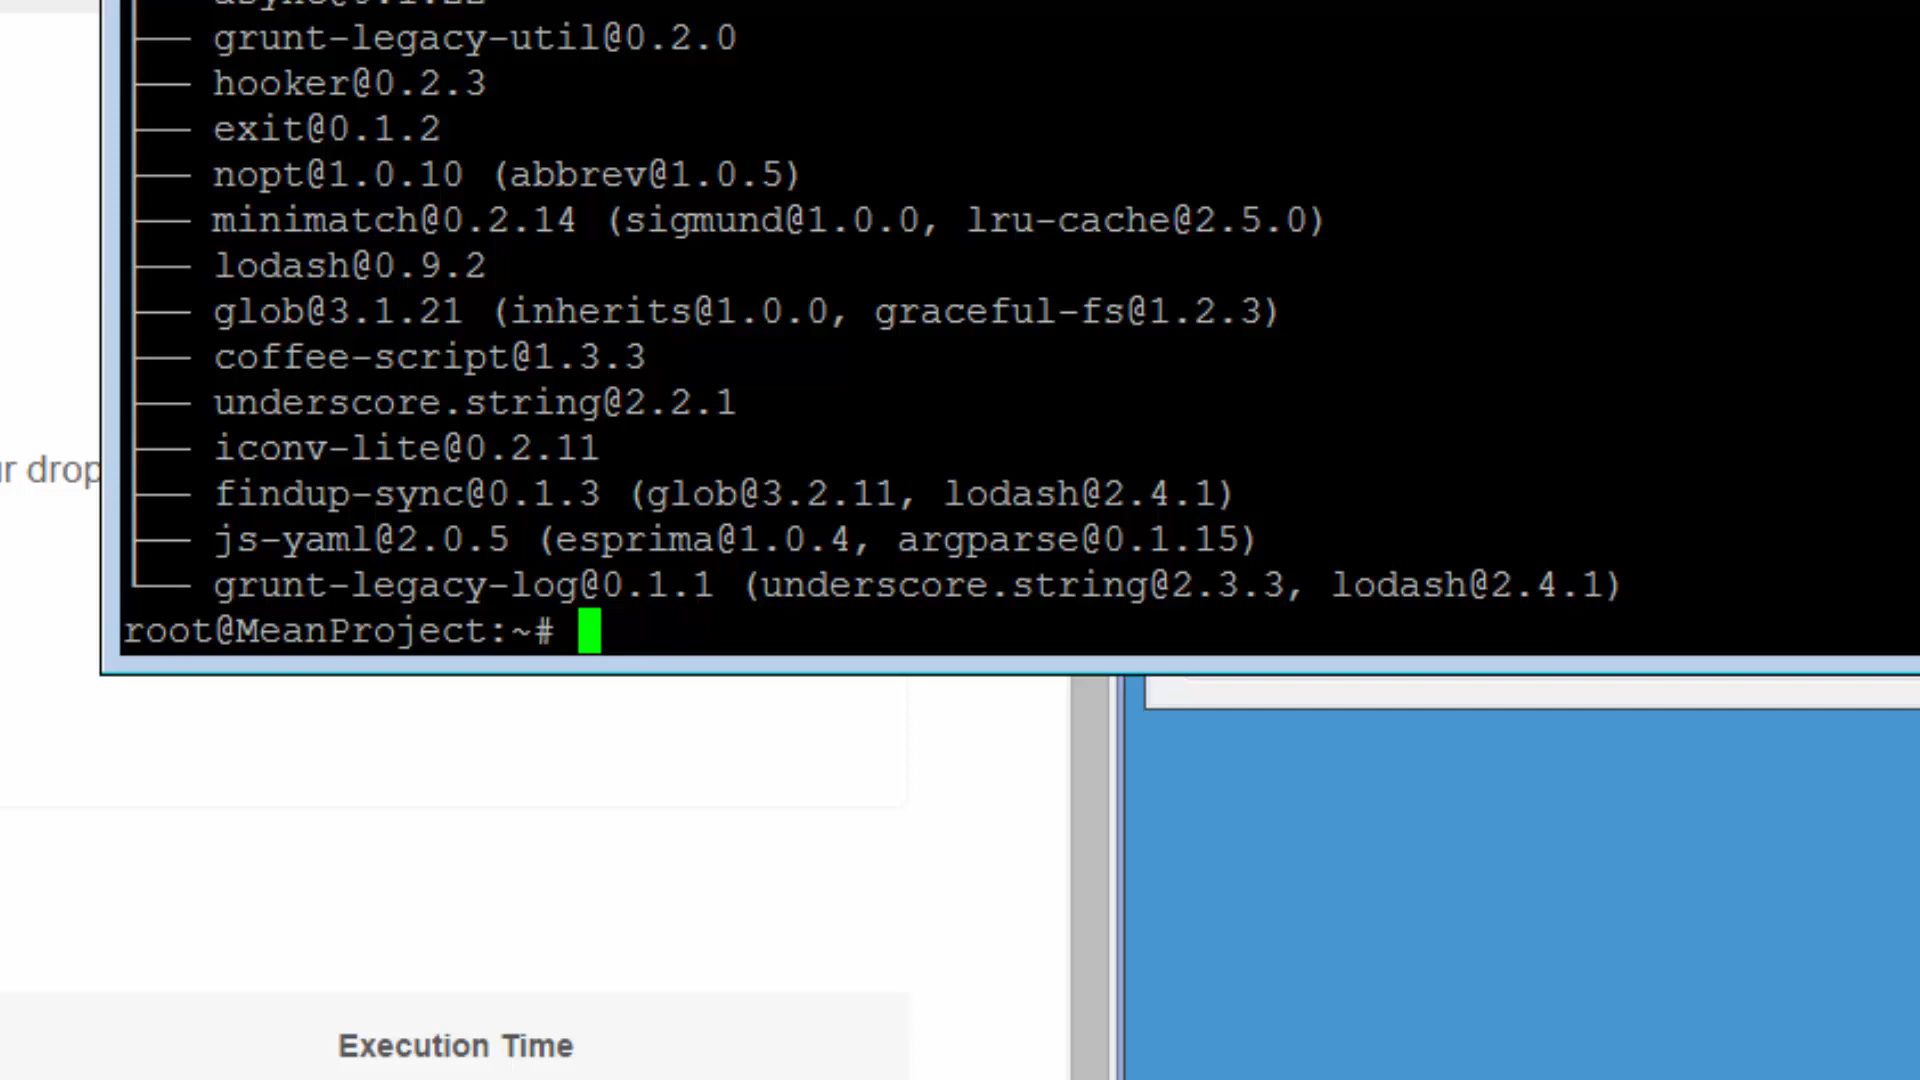 async@0.1.22
grunt-legacy-util@0.2.0
hooker@0.2.3
exit@0.1.2
nopt@1.0.10 (abbrev@1.0.5)
minimatch@0.2.14 (sigmund@1.0.0, lru-cache@2.5.0)
lodash@0.9.2
glob@3.1.21 (inherits@1.0.0, graceful-fs@1.2.3)
coffee-script@1.3.3
underscore.string@2.2.1
iconv-lite@0.2.11
ur drop
findup-sync@0.1.3 (glob@3.2.11, lodash@2.4.1)
js-yaml@2.0.5 (esprima@1.0.4, argparse@0.1.15)
grunt-legacy-log@0.1.1 (underscore.string@2.3.3, lodash@2.4.1)
root@MeanProject:~#
Execution Time